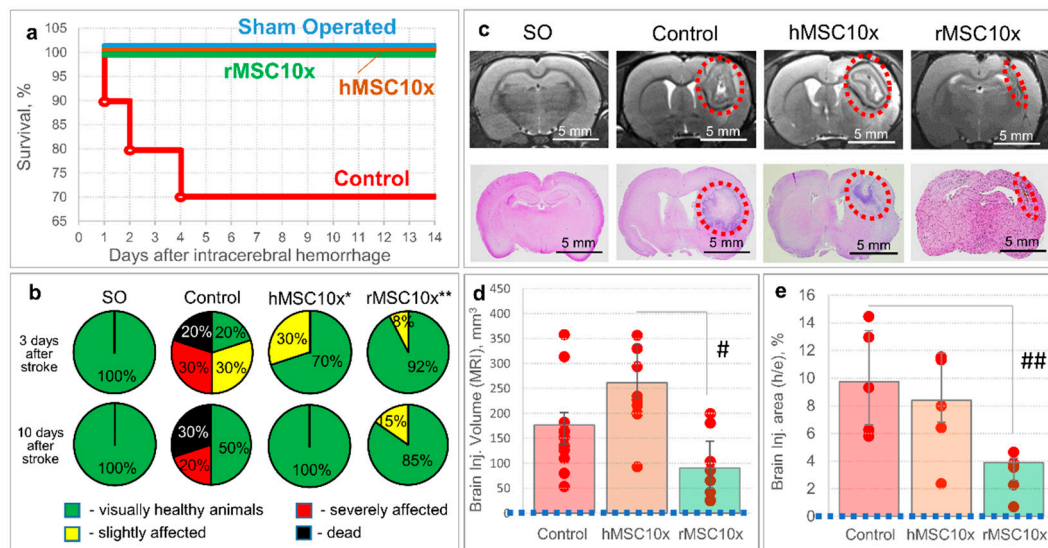 a
105
100
95
90
85
80
75
70
65
Survival, %
Sham Operated
rMSC10x
hMSC10x
Control
0 1 2 3 4 5 6 7 8 9 10 11 12 13 14
Days after intracerebral hemorrhage
b
SO Control hMSC10x* rMSC10x**
3 days
after
stroke
100%
20% 20%
30% 30%
30%
70%
8%
92%
10 days
after
stroke
100%
30% 50%
20%
100%
15%
85%
- visually healthy animals - severely affected
- slightly affected - dead
c SO Control hMSC10x rMSC10x
5 mm 5 mm 5 mm 5 mm
5 mm 5 mm 5 mm 5 mm
d
Brain Inj. Volume (MRI), mm³
450
400
350
300
250
200
150
100
50
0
#
Control hMSC10x rMSC10x
e
Brain Inj. area (h/e), %
16
14
12
10
8
6
4
2
0
##
Control hMSC10x rMSC10x